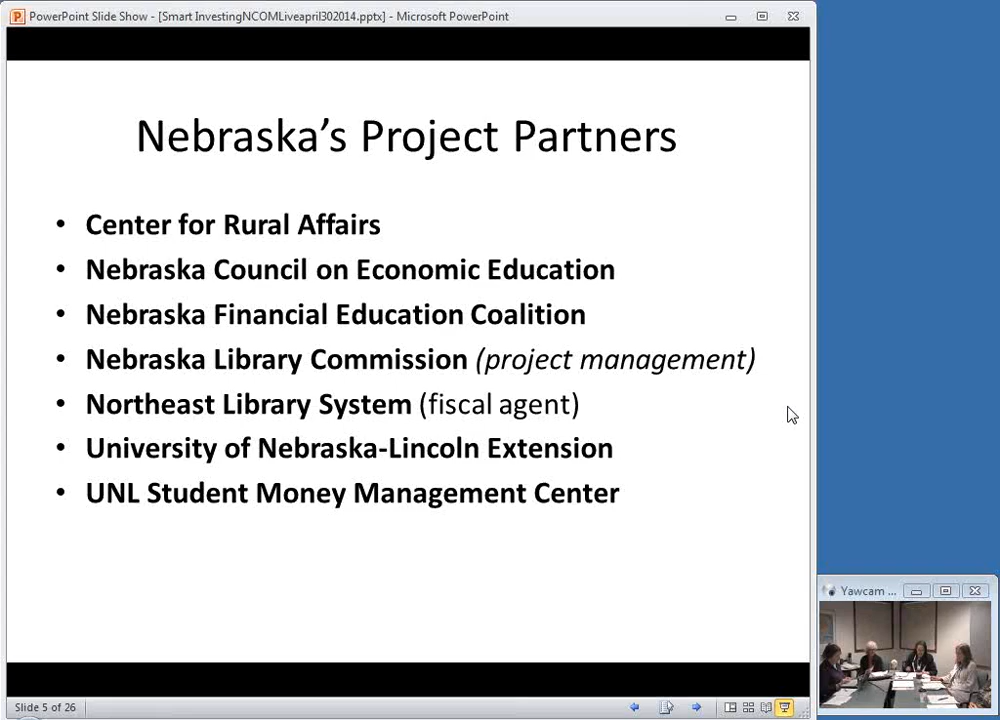 PowerPoint Slide Show - [Smart InvestingNCOMLiveapril302014.pptx] - Microsoft PowerPoint
Nebraska’s Project Partners
• Center for Rural Affairs
• Nebraska Council on Economic Education
• Nebraska Financial Education Coalition
• Nebraska Library Commission (project management)
• Northeast Library System (fiscal agent)
• University of Nebraska-Lincoln Extension
• UNL Student Money Management Center
Yawcam ...
Slide 5 of 26